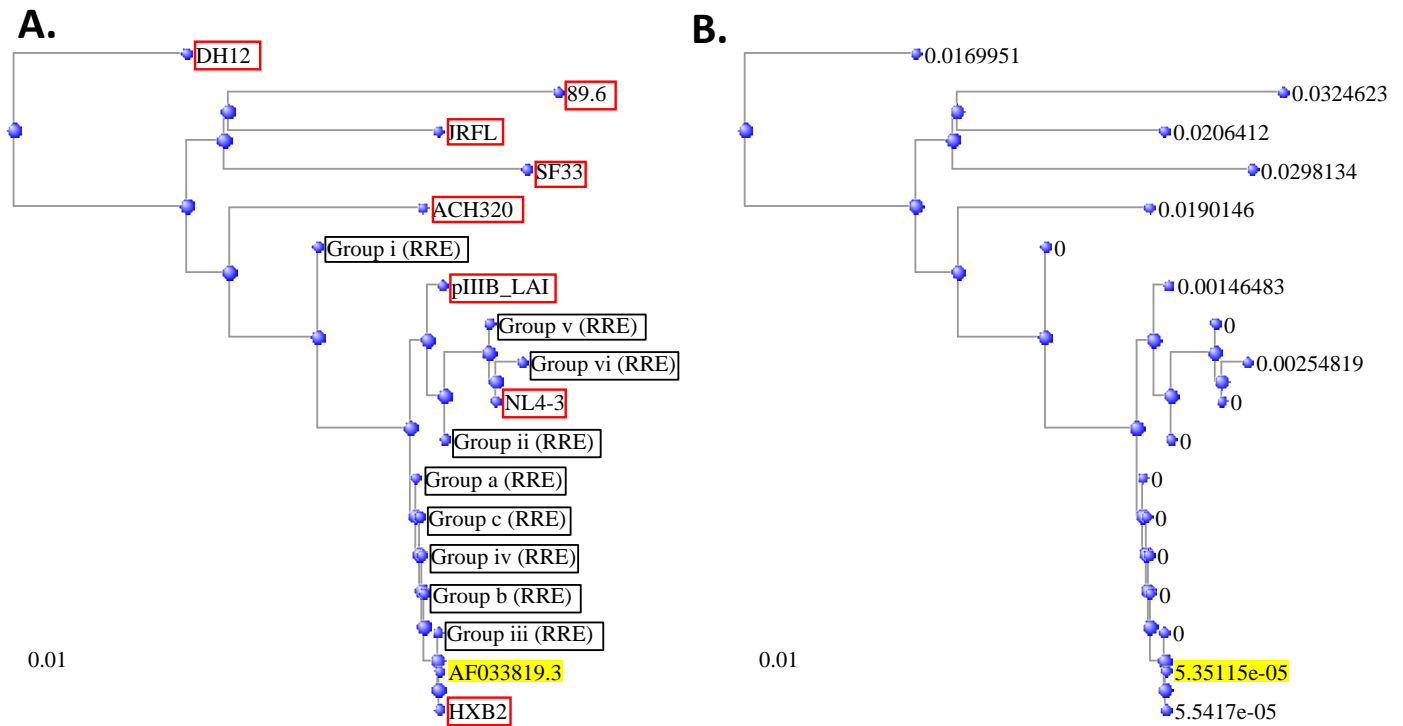 A.
DH12
89.6
JRFL
SF33
ACH320
Group i (RRE)
pIIIB_LAI
Group v (RRE)
Group vi (RRE)
NL4-3
Group ii (RRE)
Group a (RRE)
Group c (RRE)
Group iv (RRE)
Group b (RRE)
Group iii (RRE)
0.01
AF033819.3
HXB2
B.
0.0169951
0.0324623
0.0206412
0.0298134
0.0190146
0
0.00146483
0
0.00254819
0
0
0
0
0
0
0
0.01
5.35115e-05
5.5417e-05